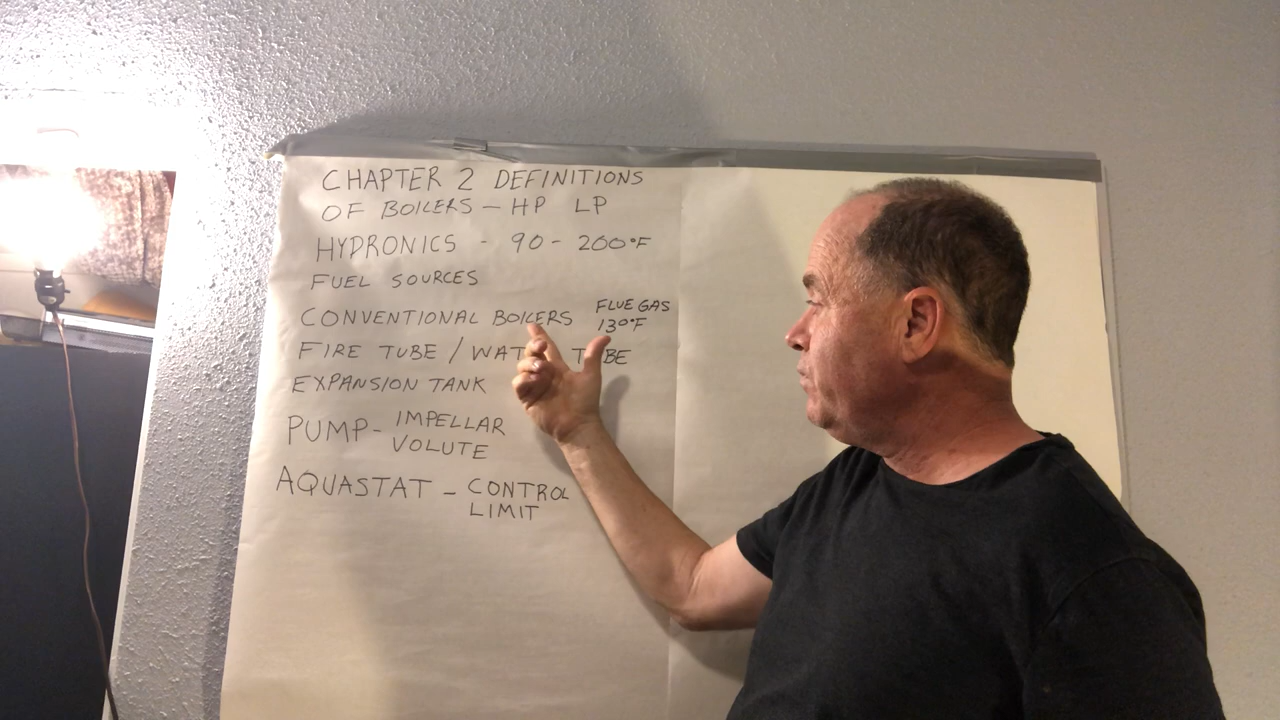 CHAPTER 2 DEFINITIONS
OF BOILERS - HP LP
HYDRONICS - 90 - 200°F
FUEL SOURCES
CONVENTIONAL BOILERS FLUE GAS
130°F
FIRE TUBE /
EXPANSION TANK
PUMP - IMPELLAR
VOLUTE
AQUASTAT - CONTROL
LIMIT